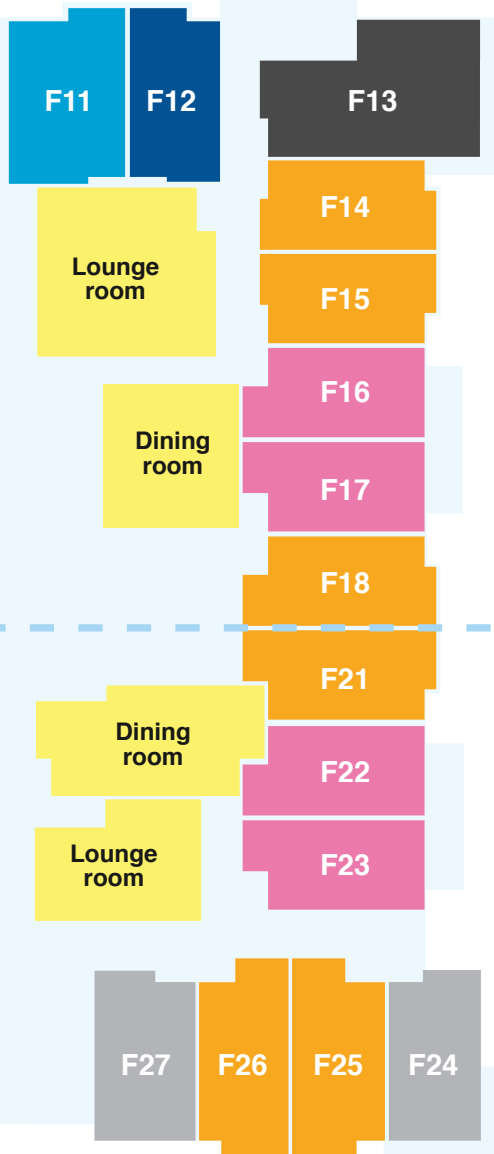 F11
F12
F13
F14
Lounge
room
F15
F16
Dining
room
F17
F18
F21
Dining
room
F22
Lounge
room
F23
F27
F26
F25
F24